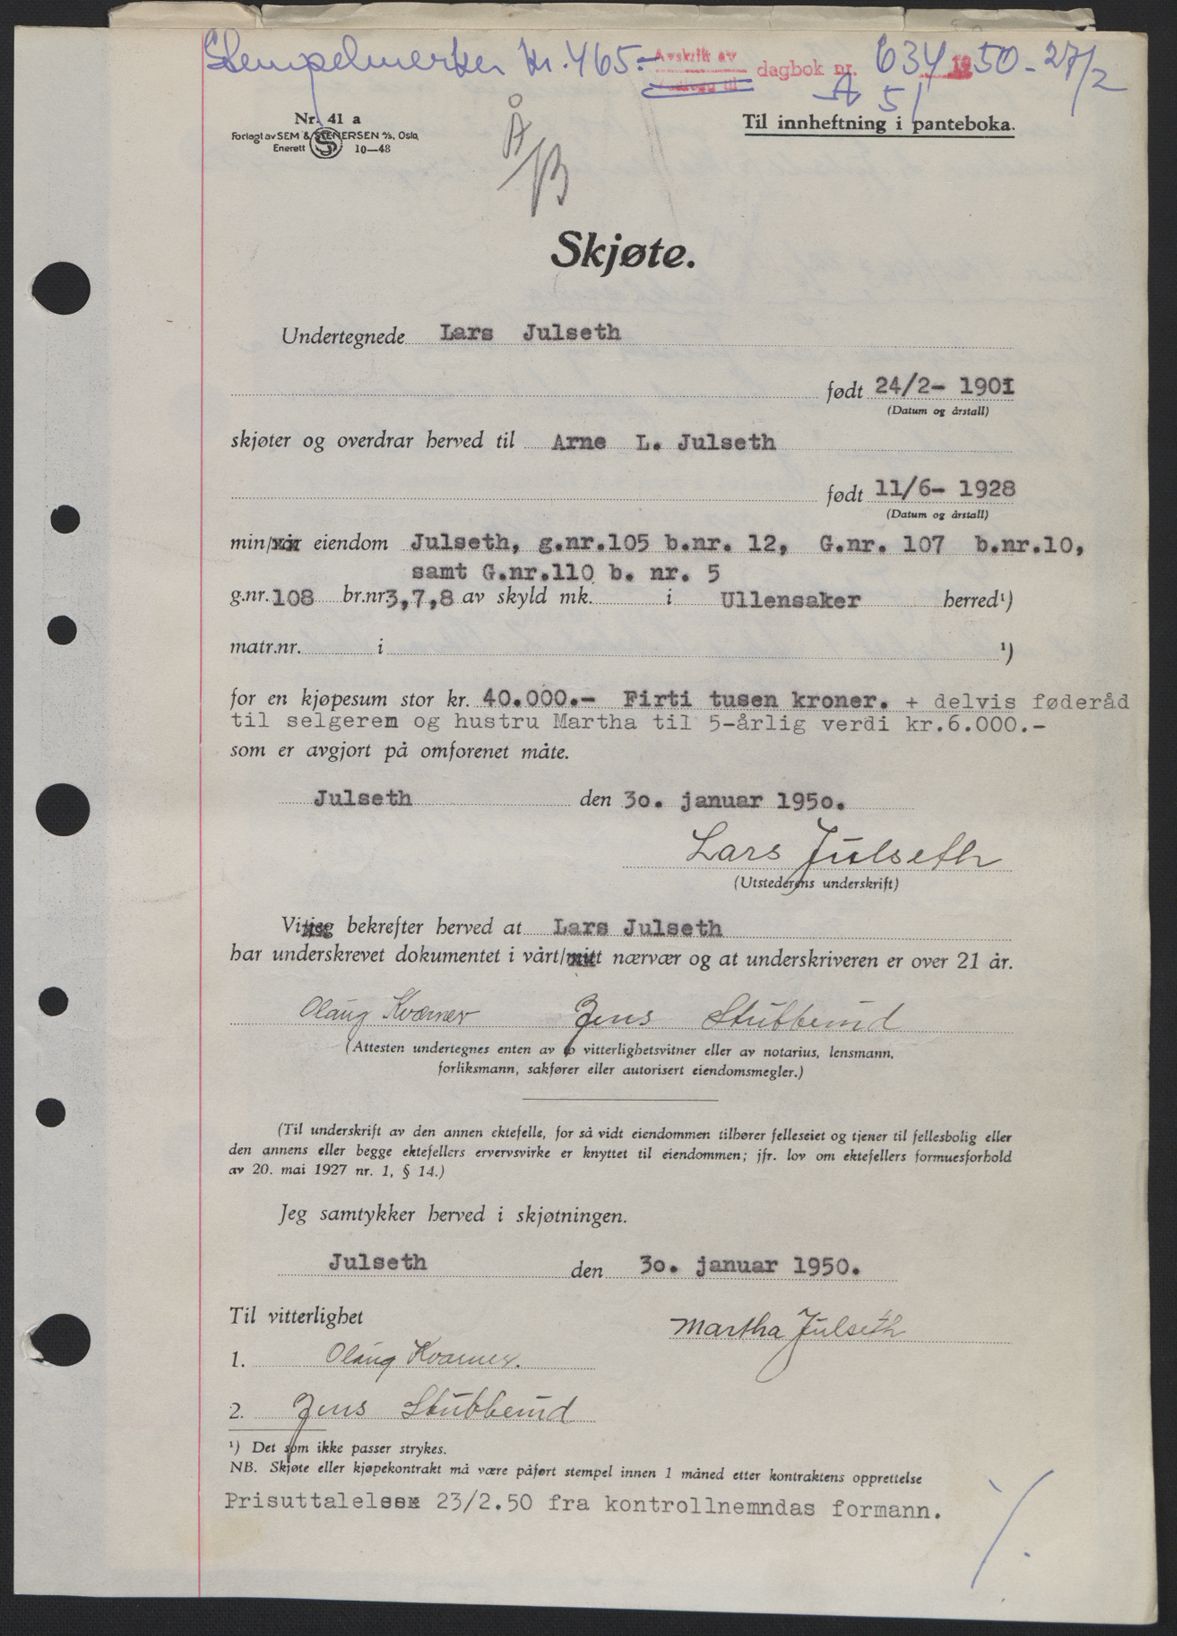 Stempelmerker kr. 465.- Avskrift av dagbok nr. 634 1950 - 27/2
A 51
Nr. 41 a
Forlagt av SEM & STENERSEN A/S, Oslo,
Enerett S 10—48
Til innheftning i panteboka.
Å/B
Skjøte.
Undertegnede Lars Julseth
født 24/2- 1901
(Datum og årstall)
skjøter og overdrar herved til Arne L. Julseth
født 11/6- 1928
(Datum og årstall)
min/vår eiendom Julseth, g.nr.105 b.nr. 12, G.nr. 107 b.nr.10,
samt G.nr.110 b. nr. 5
g.nr. 108 br.nr 3,7,8 av skyld mk. i Ullensaker herred¹)
matr.nr. i ¹)
for en kjøpesum stor kr. 40.000.- Firti tusen kroner. + delvis føderåd
til selgerem og hustru Martha til 5-årlig verdi kr.6.000.-
som er avgjort på omforenet måte.
Julseth den 30. januar 1950.
Lars Julseth
(Utstederens underskrift)
Vi/jeg bekrefter herved at Lars Julseth
har underskrevet dokumentet i vårt/mitt nærvær og at underskriveren er over 21 år.
Olaug Kværner Jens Stubberud
(Attesten undertegnes enten av to vitterlighetsvitner eller av notarius, lensmann,
forliksmann, sakfører eller autorisert eiendomsmegler.)
(Til underskrift av den annen ektefelle, for så vidt eiendommen tilhører felleseiet og tjener til fellesbolig eller
den annens eller begge ektefellers ervervsvirke er knyttet til eiendommen; jfr. lov om ektefellers formuesforhold
av 20. mai 1927 nr. 1, § 14.)
Jeg samtykker herved i skjøtningen.
Julseth den 30. januar 1950.
Til vitterlighet
Martha Julseth
1. Olaug Kværner.
2. Jens Stubberud
¹) Det som ikke passer strykes.
NB. Skjøte eller kjøpekontrakt må være påført stempel innen 1 måned etter kontraktens opprettelse
Prisuttalelse 23/2.50 fra kontrollnemndas formann.